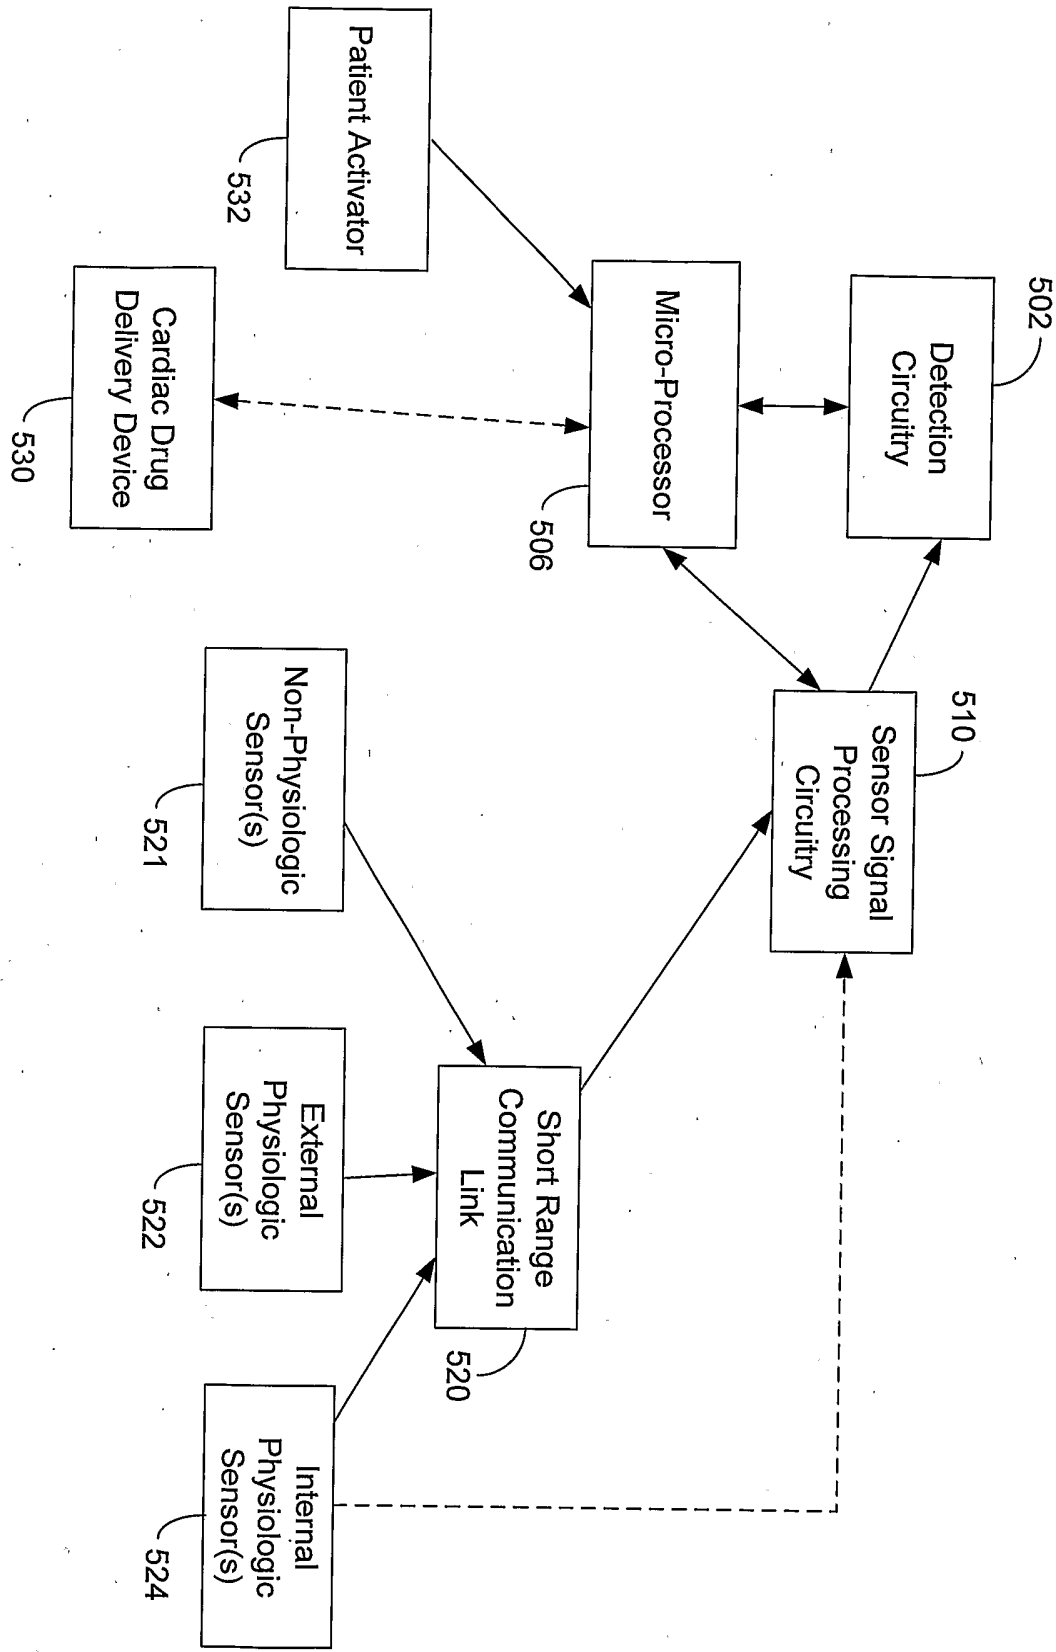 502
Detection
Circuitry
510
Sensor Signal
Processing
Circuitry
Micro-Processor
506
Short Range
Communication
Link
520
Patient Activator
532
Cardiac Drug
Delivery Device
530
Non-Physiologic
Sensor(s)
521
External
Physiologic
Sensor(s)
522
Internal
Physiologic
Sensor(s)
524